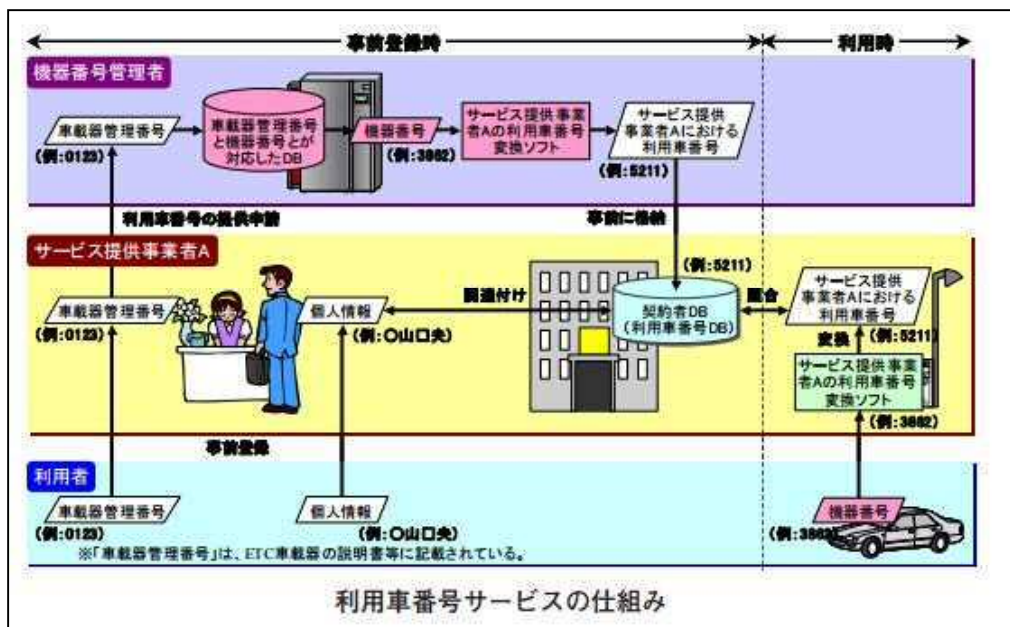 事前登録時
利用時
機器番号管理者
車載器管理番号
(例:0123)
車載器管理番号
と機器番号とが
対応したDB
機器番号
(例:3862)
サービス提供事業
者Aの利用車番号
変換ソフト
サービス提供
事業者Aにおける
利用車番号
(例:5211)
利用車番号の提供申請
事前に格納
サービス提供事業者A
車載器管理番号
(例:0123)
個人情報
(例:〇山口夫)
関連付け
(例:5211)
契約者DB
(利用車番号DB)
照合
サービス提供
事業者Aにおける
利用車番号
変換
(例:5211)
サービス提供事業
者Aの利用車番号
変換ソフト
(例:3862)
事前登録
利用者
車載器管理番号
(例:0123)
個人情報
(例:〇山口夫)
機器番号
(例:3862)
※「車載器管理番号」は、ETC車載器の説明書等に記載されている。
利用車番号サービスの仕組み